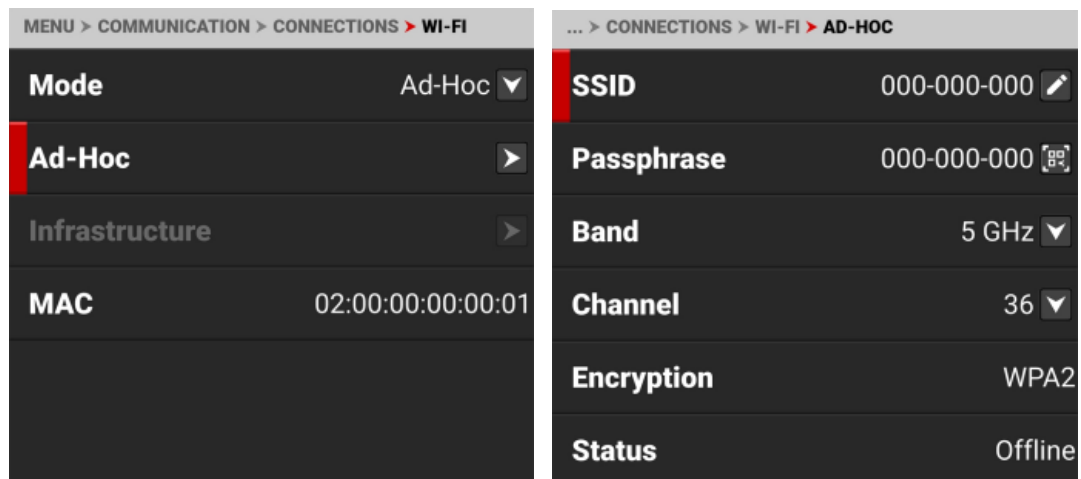 MENU > COMMUNICATION > CONNECTIONS > WI-FI
Mode Ad-Hoc
Ad-Hoc
Infrastructure
MAC 02:00:00:00:00:01
... > CONNECTIONS > WI-FI > AD-HOC
SSID 000-000-000
Passphrase 000-000-000
Band 5 GHz
Channel 36
Encryption WPA2
Status Offline